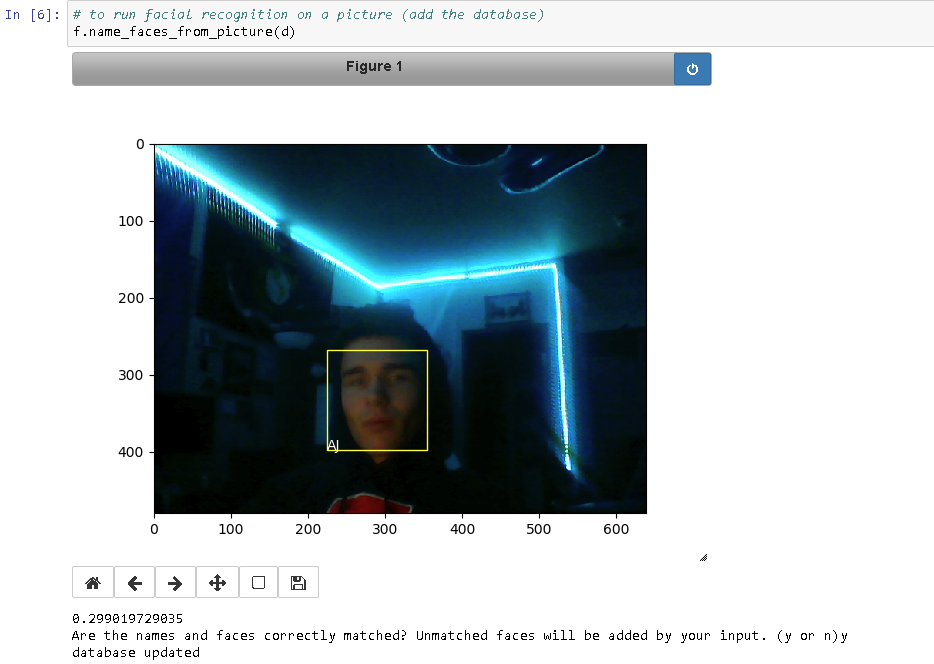 In [6]: # to run facial recognition on a picture (add the database)
f.name_faces_from_picture(d)
Figure 1
0
100
200
300
400
AJ
0 100 200 300 400 500 600
0.299019729035
Are the names and faces correctly matched? Unmatched faces will be added by your input. (y or n)y
database updated